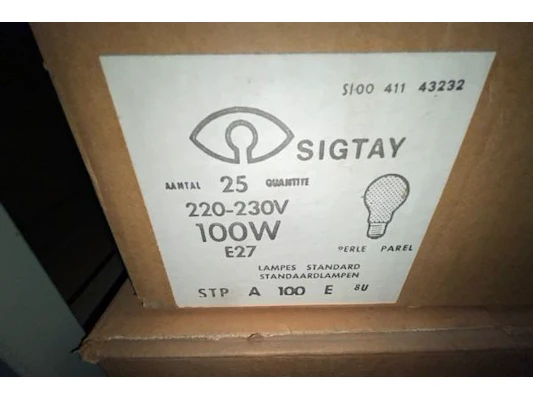 SI-00 411 43232
SIGTAY
AANTAL 25 QUANTITE
220-230V
100W
E27
PERLE PAREL
LAMPES STANDARD
STANDAARDLAMPEN
STP A 100 E 8U